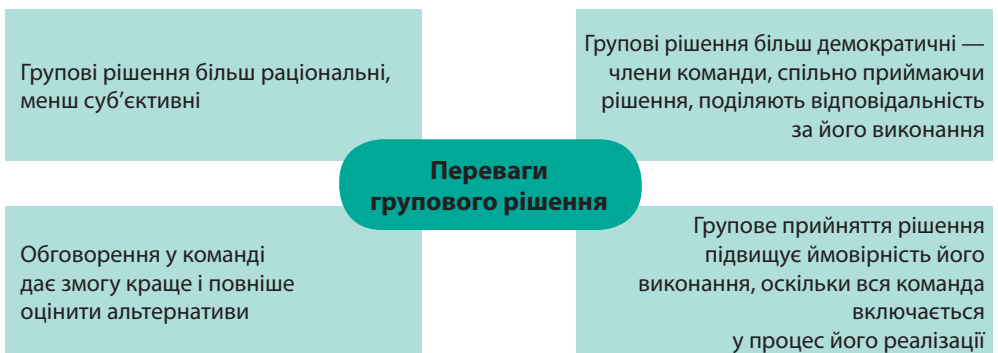 Групові рішення більш раціональні,
менш суб’єктивні
Групові рішення більш демократичні —
члени команди, спільно приймаючи
рішення, поділяють відповідальність
за його виконання
Переваги
групового рішення
Обговорення у команді
дає змогу краще і повніше
оцінити альтернативи
Групове прийняття рішення
підвищує ймовірність його
виконання, оскільки вся команда
включається
у процес його реалізації